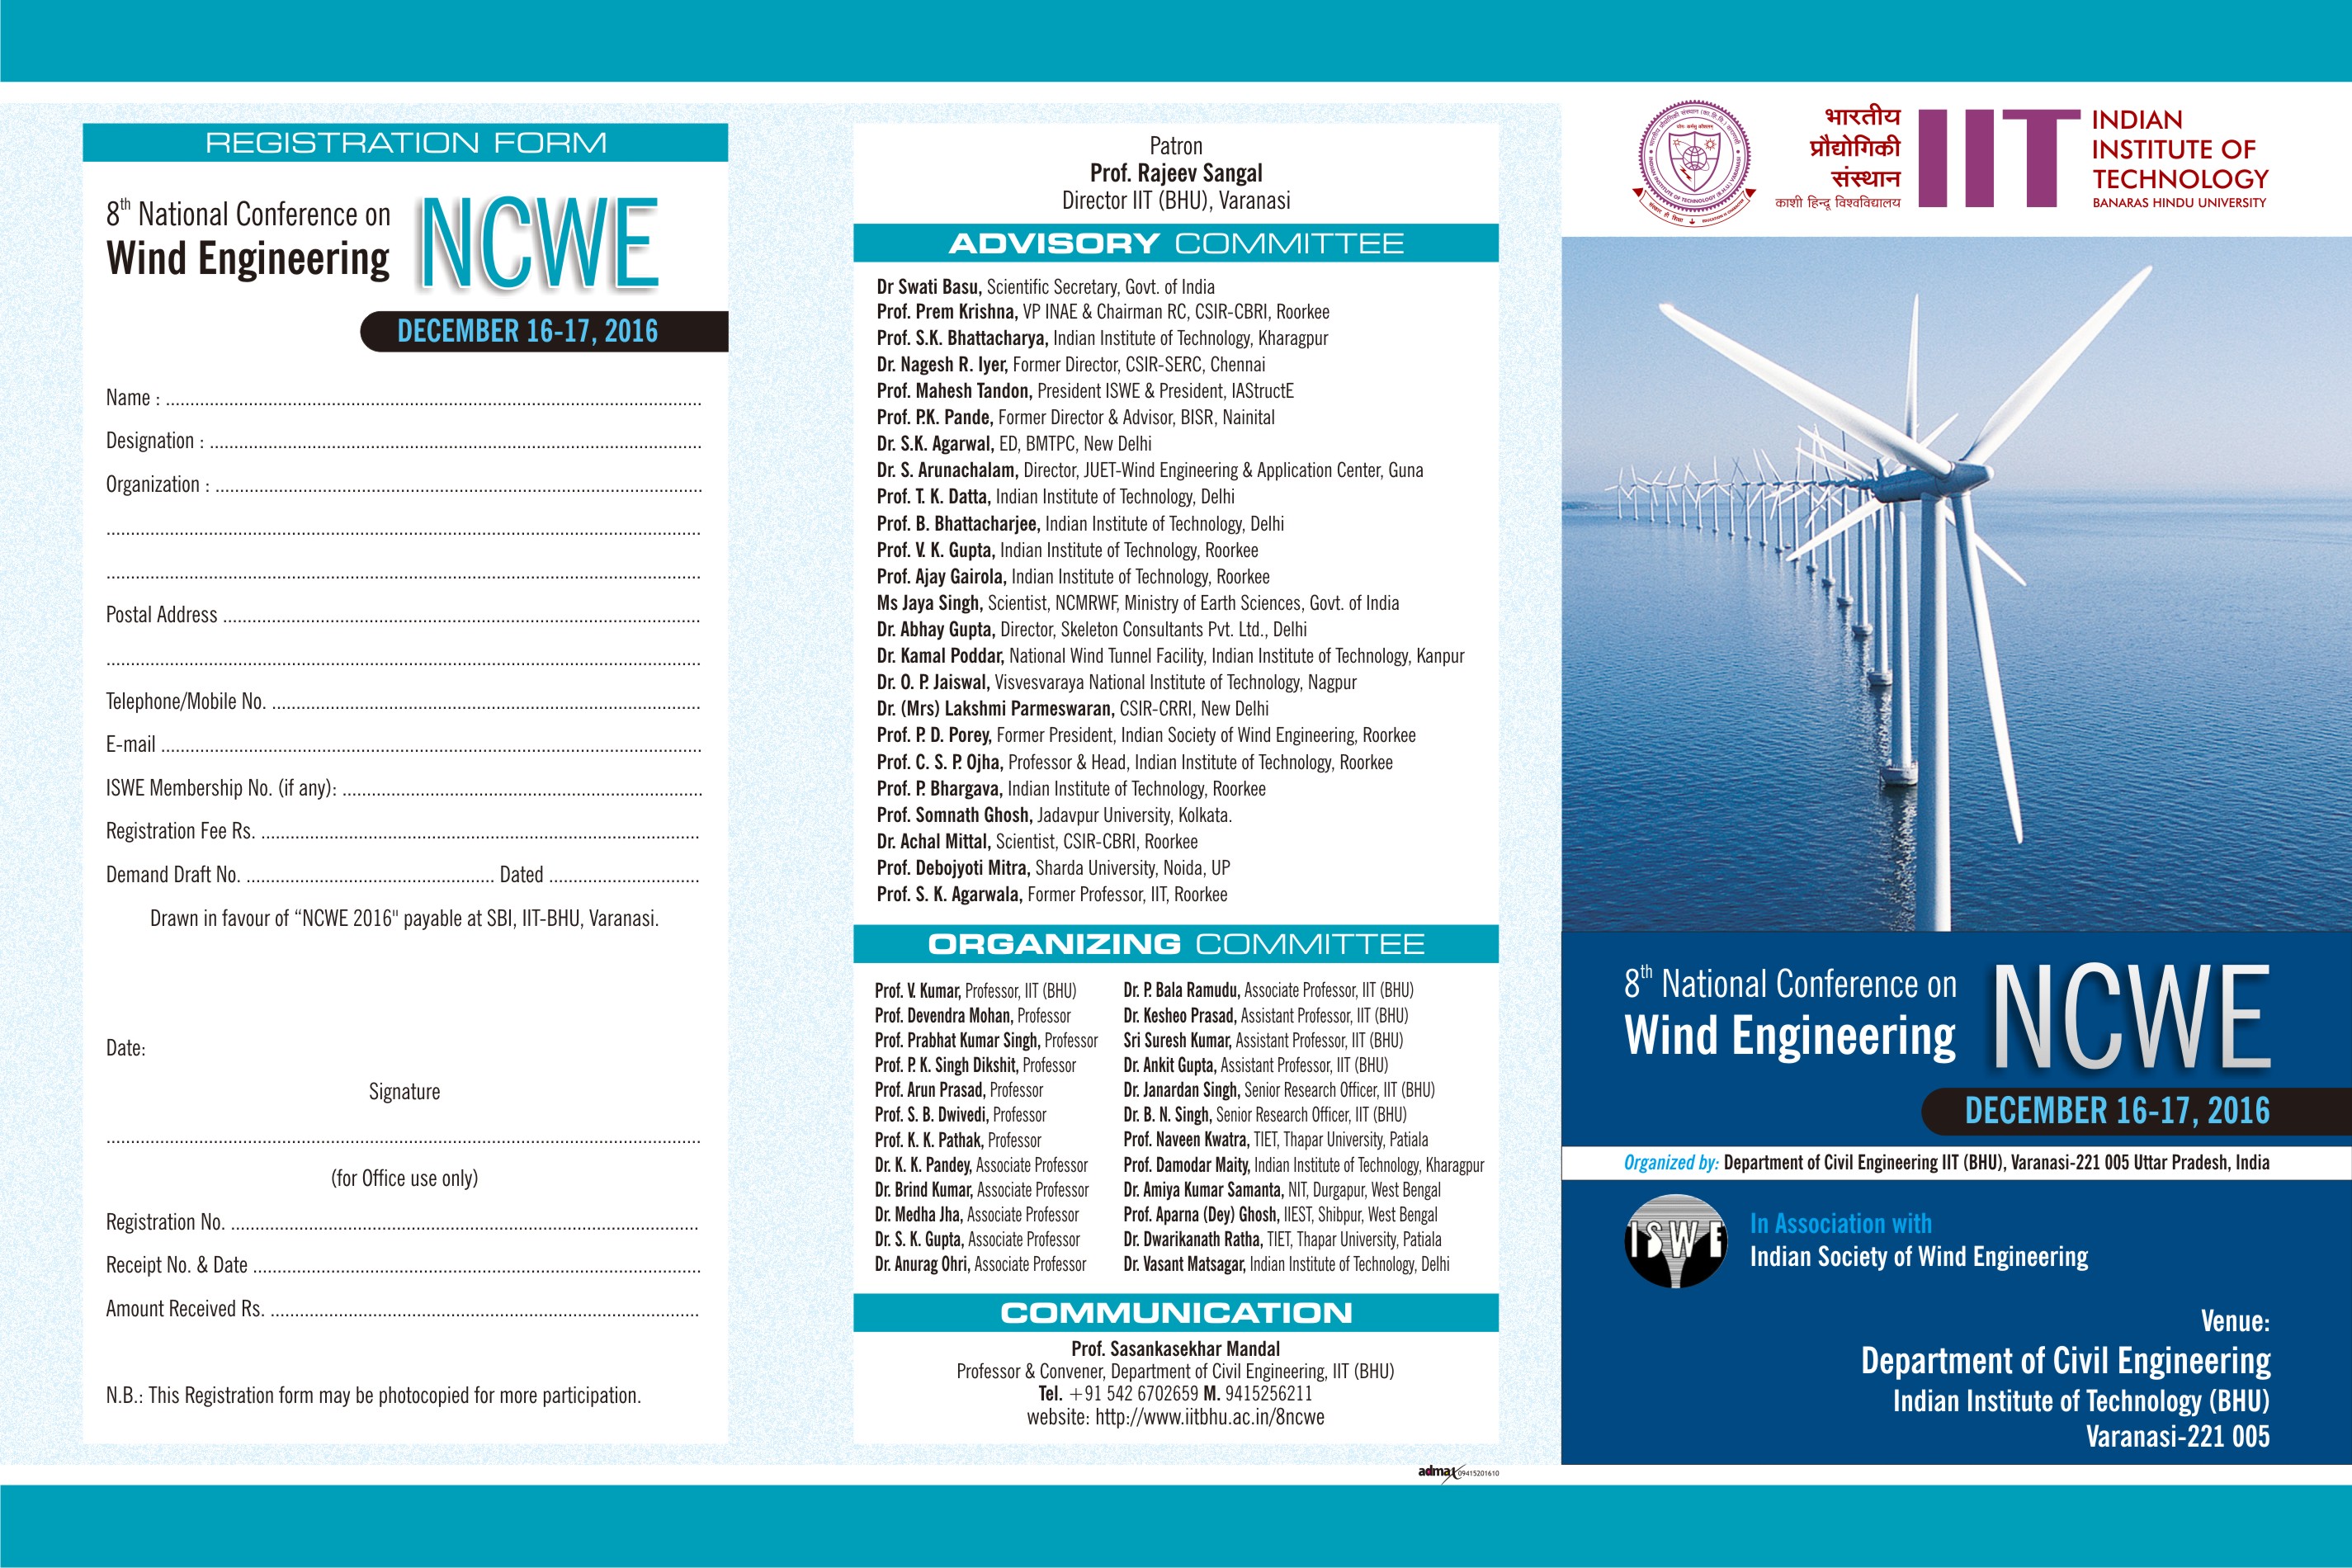 REGISTRATION FORM
8th National Conference on
Wind Engineering
NCWE
DECEMBER 16-17, 2016
Name : ................................................
Designation : ................................................
Organization : ................................................
................................................
................................................
Postal Address ................................................
................................................
Telephone/Mobile No. ................................................
E-mail ................................................
ISWE Membership No. (if any): ................................................
Registration Fee Rs. ................................................
Demand Draft No. ................................ Dated ................................
Drawn in favour of “NCWE 2016" payable at SBI, IIT-BHU, Varanasi.
Date:
Signature
................................................
(for Office use only)
Registration No. ................................................
Receipt No. & Date ................................................
Amount Received Rs. ................................................
N.B.: This Registration form may be photocopied for more participation.
Patron
Prof. Rajeev Sangal
Director IIT (BHU), Varanasi
ADVISORY COMMITTEE
Dr Swati Basu, Scientific Secretary, Govt. of India
Prof. Prem Krishna, VP INAE & Chairman RC, CSIR-CBRI, Roorkee
Prof. S.K. Bhattacharya, Indian Institute of Technology, Kharagpur
Dr. Nagesh R. Iyer, Former Director, CSIR-SERC, Chennai
Prof. Mahesh Tandon, President ISWE & President, IAStructE
Prof. P.K. Pande, Former Director & Advisor, BISR, Nainital
Dr. S.K. Agarwal, ED, BMTPC, New Delhi
Dr. S. Arunachalam, Director, JUET-Wind Engineering & Application Center, Guna
Prof. T. K. Datta, Indian Institute of Technology, Delhi
Prof. B. Bhattacharjee, Indian Institute of Technology, Delhi
Prof. V. K. Gupta, Indian Institute of Technology, Roorkee
Prof. Ajay Gairola, Indian Institute of Technology, Roorkee
Ms Jaya Singh, Scientist, NCMRWF, Ministry of Earth Sciences, Govt. of India
Dr. Abhay Gupta, Director, Skeleton Consultants Pvt. Ltd., Delhi
Dr. Kamal Poddar, National Wind Tunnel Facility, Indian Institute of Technology, Kanpur
Dr. O. P. Jaiswal, Visvesvaraya National Institute of Technology, Nagpur
Dr. (Mrs) Lakshmi Parmeswaran, CSIR-CRRI, New Delhi
Prof. P. D. Porey, Former President, Indian Society of Wind Engineering, Roorkee
Prof. C. S. P. Ojha, Professor & Head, Indian Institute of Technology, Roorkee
Prof. P. Bhargava, Indian Institute of Technology, Roorkee
Prof. Somnath Ghosh, Jadavpur University, Kolkata.
Dr. Achal Mittal, Scientist, CSIR-CBRI, Roorkee
Prof. Debojyoti Mitra, Sharda University, Noida, UP
Prof. S. K. Agarwala, Former Professor, IIT, Roorkee
ORGANIZING COMMITTEE
Prof. V. Kumar, Professor, IIT (BHU)
Prof. Devendra Mohan, Professor
Prof. Prabhat Kumar Singh, Professor
Prof. P. K. Singh Dikshit, Professor
Prof. Arun Prasad, Professor
Prof. S. B. Dwivedi, Professor
Prof. K. K. Pathak, Professor
Dr. K. K. Pandey, Associate Professor
Dr. Brind Kumar, Associate Professor
Dr. Medha Jha, Associate Professor
Dr. S. K. Gupta, Associate Professor
Dr. Anurag Ohri, Associate Professor
Dr. P. Bala Ramudu, Associate Professor, IIT (BHU)
Dr. Kesheo Prasad, Assistant Professor, IIT (BHU)
Sri Suresh Kumar, Assistant Professor, IIT (BHU)
Dr. Ankit Gupta, Assistant Professor, IIT (BHU)
Dr. Janardan Singh, Senior Research Officer, IIT (BHU)
Dr. B. N. Singh, Senior Research Officer, IIT (BHU)
Prof. Naveen Kwatra, TIET, Thapar University, Patiala
Prof. Damodar Maity, Indian Institute of Technology, Kharagpur
Dr. Amiya Kumar Samanta, NIT, Durgapur, West Bengal
Prof. Aparna (Dey) Ghosh, IIEST, Shibpur, West Bengal
Dr. Dwarikanath Ratha, TIET, Thapar University, Patiala
Dr. Vasant Matsagar, Indian Institute of Technology, Delhi
COMMUNICATION
Prof. Sasankasekhar Mandal
Professor & Convener, Department of Civil Engineering, IIT (BHU)
Tel. +91 542 6702659 M. 9415256211
website: http://www.iitbhu.ac.in/8ncwe
admax 09415201610
भारतीय
प्रौद्योगिकी
संस्थान
काशी हिन्दू विश्वविद्यालय
IIT
INDIAN
INSTITUTE OF
TECHNOLOGY
BANARAS HINDU UNIVERSITY
8th National Conference on
Wind Engineering
NCWE
DECEMBER 16-17, 2016
Organized by: Department of Civil Engineering IIT (BHU), Varanasi-221 005 Uttar Pradesh, India
ISWE
In Association with
Indian Society of Wind Engineering
Venue:
Department of Civil Engineering
Indian Institute of Technology (BHU)
Varanasi-221 005